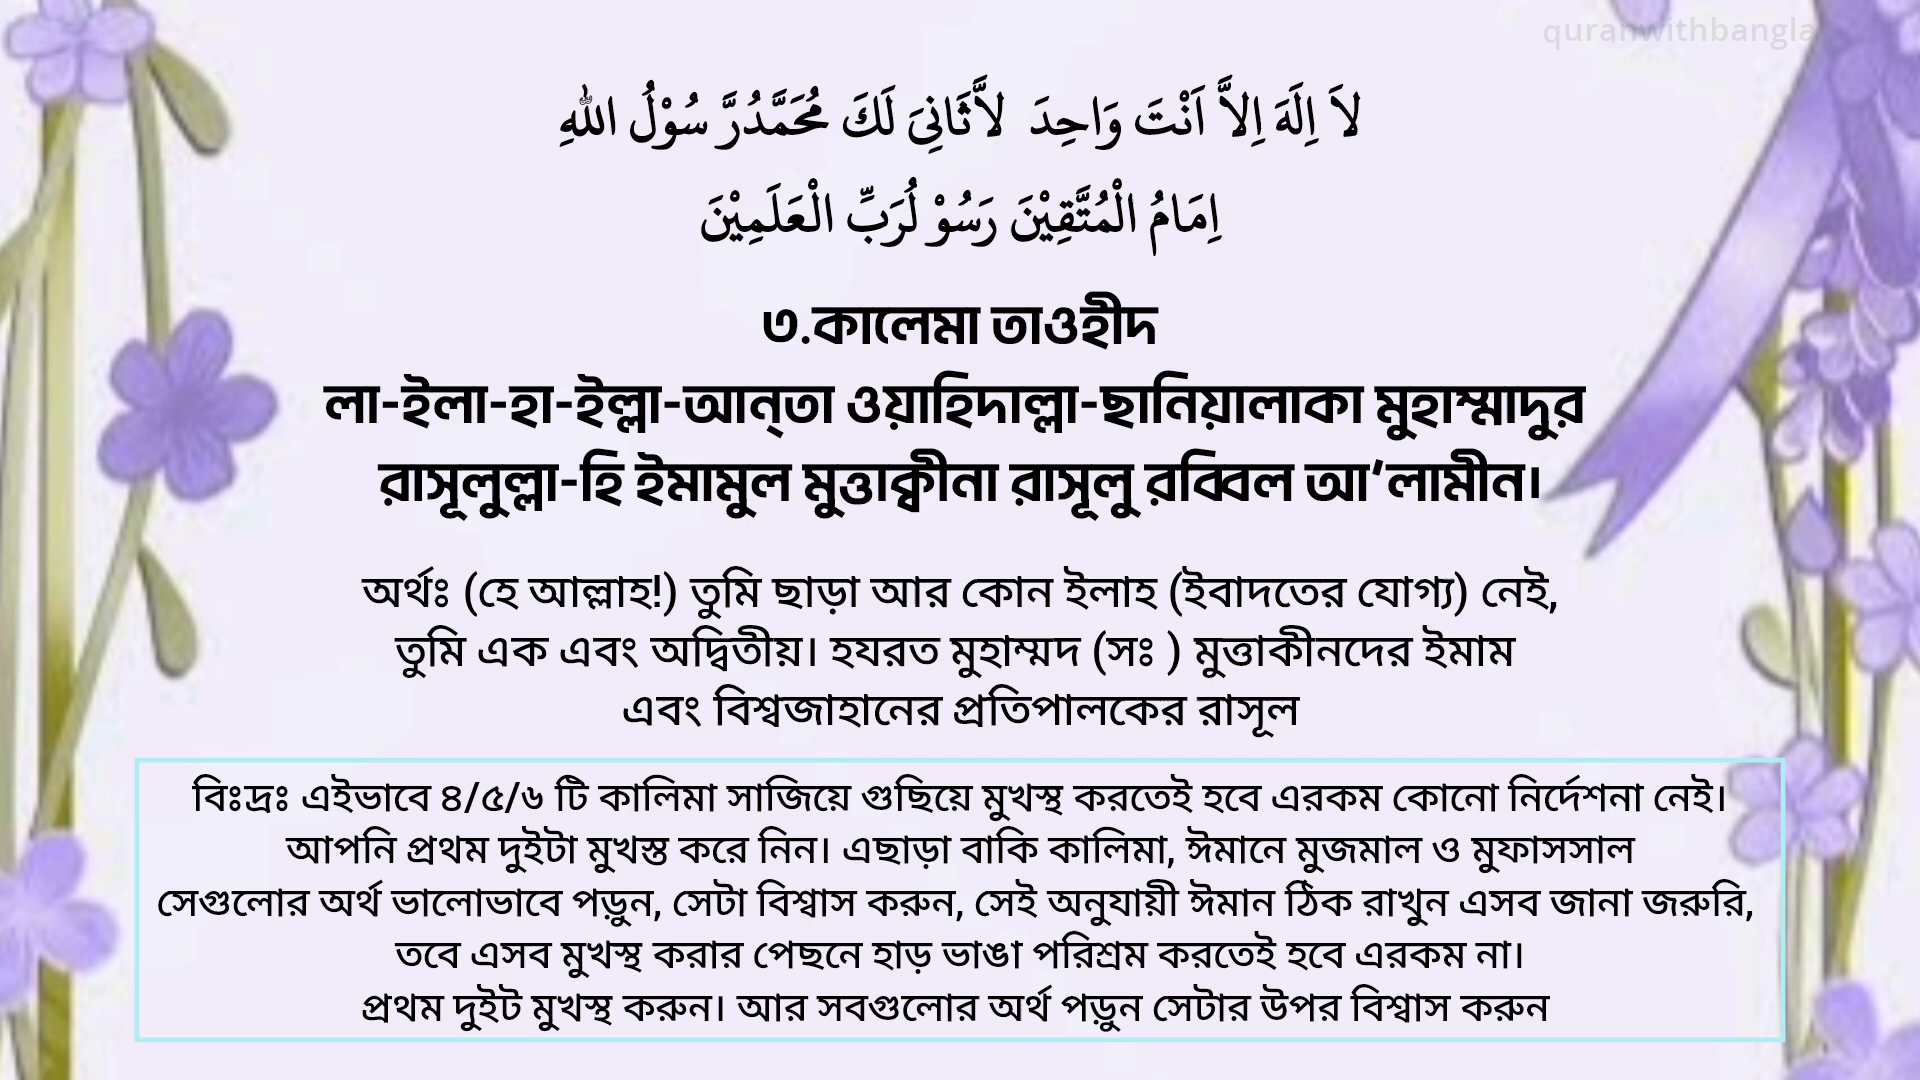 quranwithbangla
لاَ اِلَهَ اِلاَّ اَنْتَ وَاحِدَ لاَّثَانِىَ لَكَ مُحَمَّدُرَّ سُوْلُ اللهِ
اِمَامُ الْمُتَّقِيْنَ رَسُوْ لُرَبِّ الْعَلَمِيْنَ
৩.কালেমা তাওহীদ
লা-ইলা-হা-ইল্লা-আন্‌তা ওয়াহিদাল্লা-ছানিয়ালাকা মুহাম্মাদুর
রাসূলুল্লা-হি ইমামুল মুত্তাক্বীনা রাসূলু রব্বিল আ’লামীন।
অর্থঃ (হে আল্লাহ!) তুমি ছাড়া আর কোন ইলাহ (ইবাদতের যোগ্য) নেই,
তুমি এক এবং অদ্বিতীয়। হযরত মুহাম্মদ (সঃ ) মুত্তাকীনদের ইমাম
এবং বিশ্বজাহানের প্রতিপালকের রাসূল
বিঃদ্রঃ এইভাবে ৪/৫/৬ টি কালিমা সাজিয়ে গুছিয়ে মুখস্থ করতেই হবে এরকম কোনো নির্দেশনা নেই।
আপনি প্রথম দুইটা মুখস্ত করে নিন। এছাড়া বাকি কালিমা, ঈমানে মুজমাল ও মুফাসসাল
সেগুলোর অর্থ ভালোভাবে পড়ুন, সেটা বিশ্বাস করুন, সেই অনুযায়ী ঈমান ঠিক রাখুন এসব জানা জরুরি,
তবে এসব মুখস্থ করার পেছনে হাড় ভাঙা পরিশ্রম করতেই হবে এরকম না।
প্রথম দুইট মুখস্থ করুন। আর সবগুলোর অর্থ পড়ুন সেটার উপর বিশ্বাস করুন